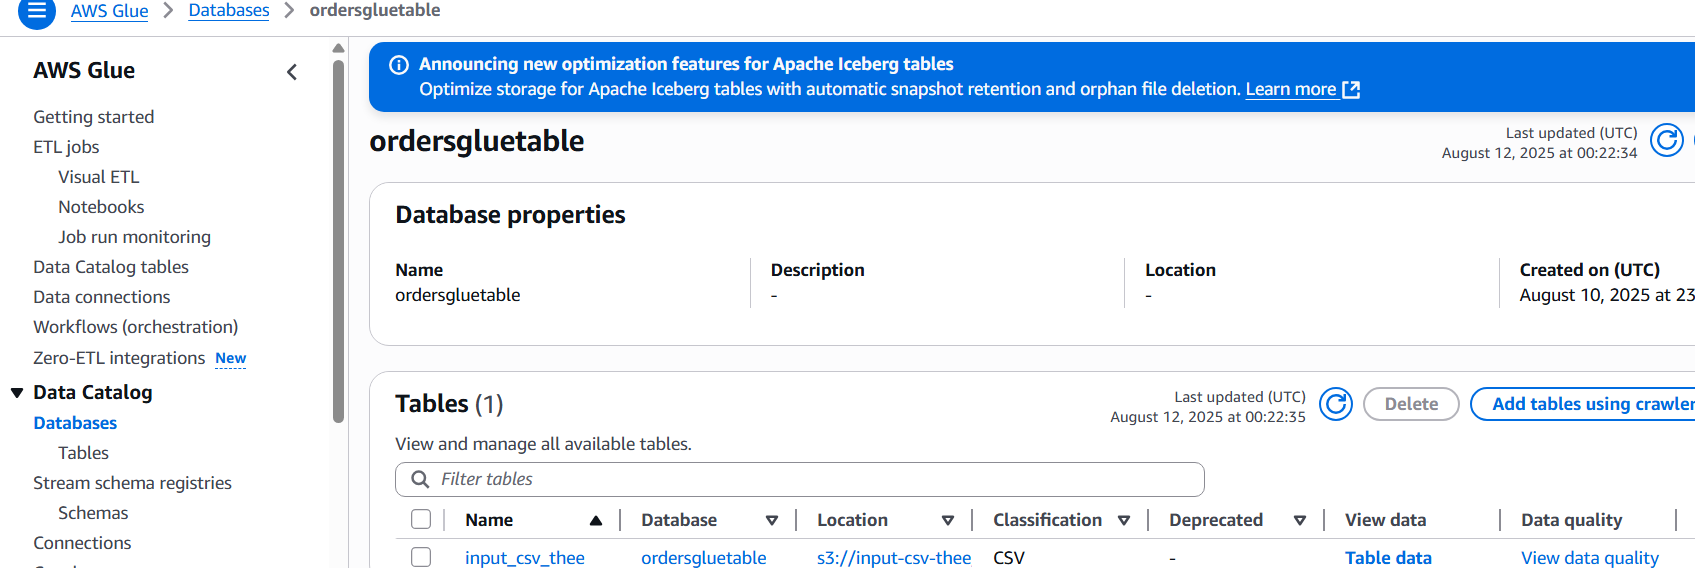 AWS Glue > Databases > ordersgluetable
AWS Glue
Getting started
ETL jobs
Visual ETL
Notebooks
Job run monitoring
Data Catalog tables
Data connections
Workflows (orchestration)
Zero-ETL integrations New
Data Catalog
Databases
Tables
Stream schema registries
Schemas
Connections
Announcing new optimization features for Apache Iceberg tables
Optimize storage for Apache Iceberg tables with automatic snapshot retention and orphan file deletion. Learn more
ordersgluetable
Last updated (UTC)
August 12, 2025 at 00:22:34
Database properties
Name
ordersgluetable
Description
-
Location
-
Created on (UTC)
August 10, 2025 at 23
Tables (1)
Last updated (UTC)
August 12, 2025 at 00:22:35
Delete
Add tables using crawler
View and manage all available tables.
Filter tables
Name Database Location Classification Deprecated View data Data quality
input_csv_thee ordersgluetable s3://input-csv-thee CSV - Table data View data quality